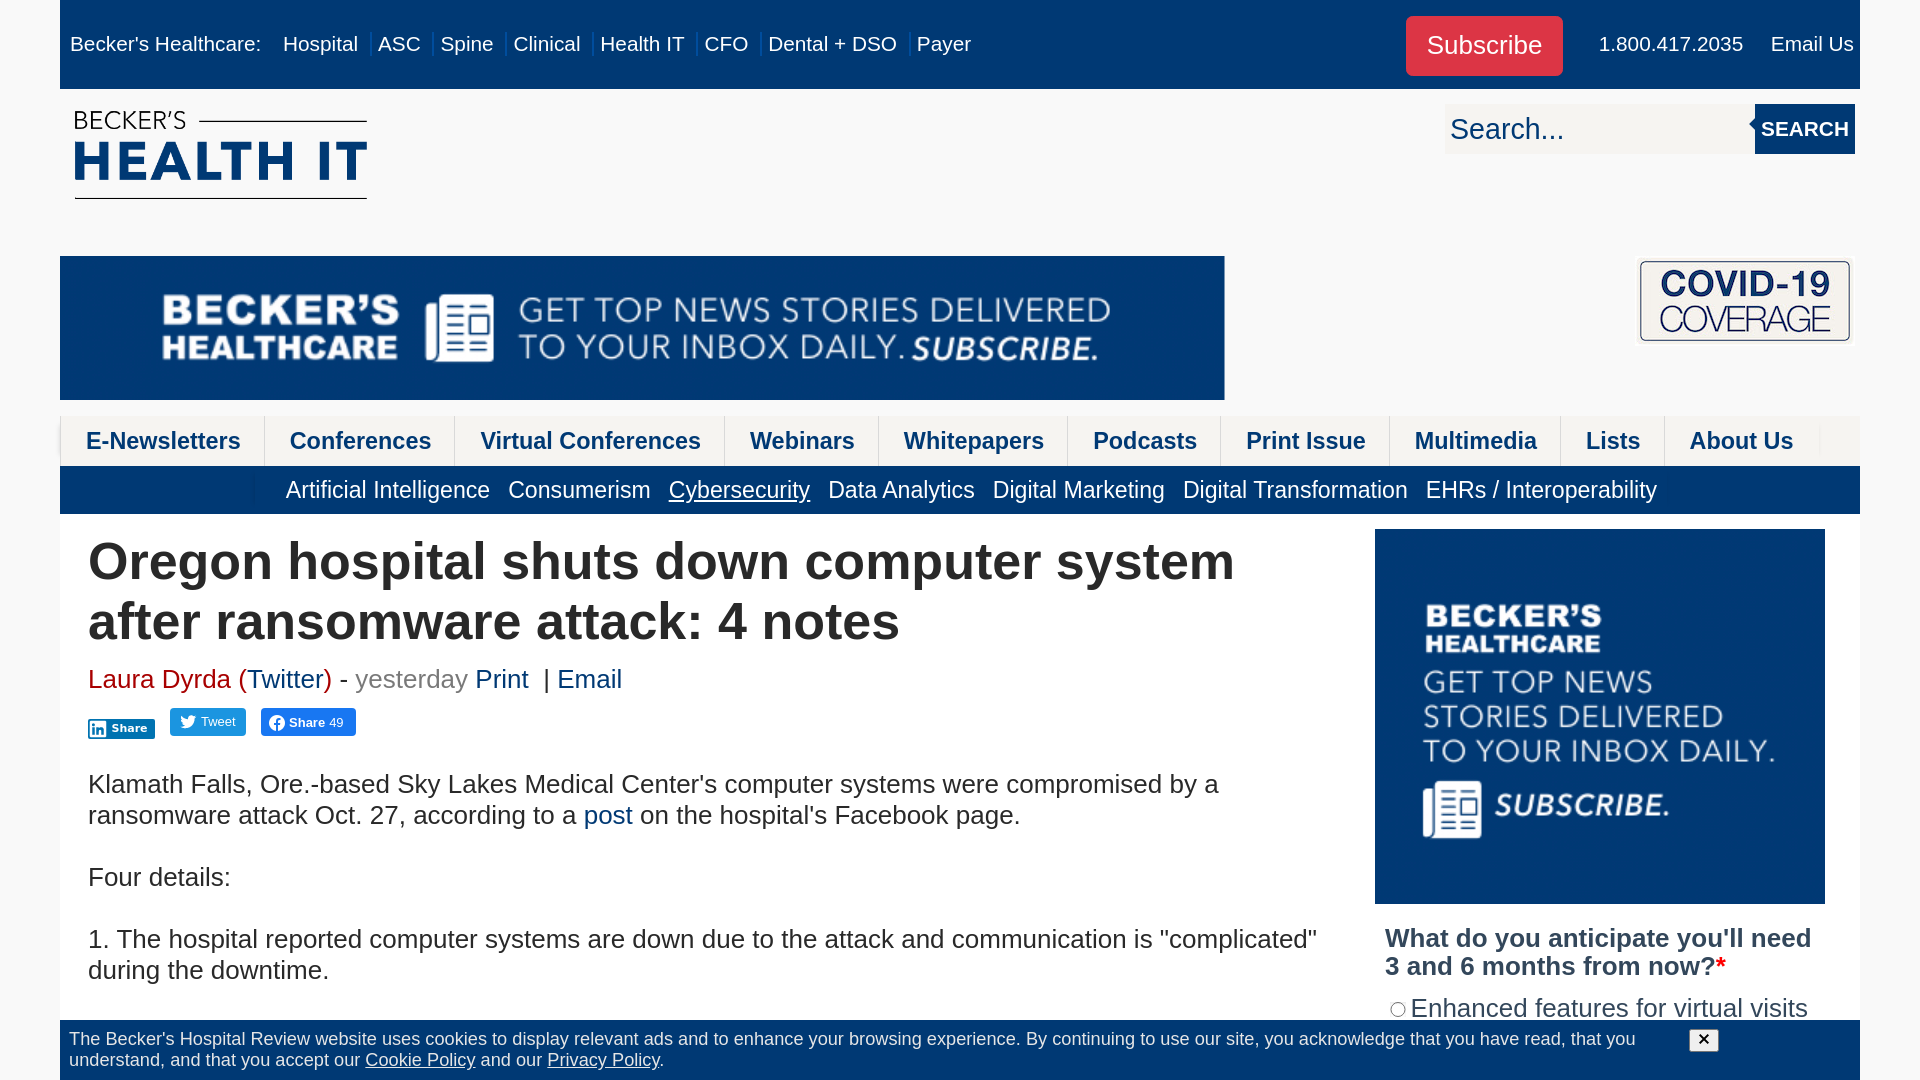 Becker's Healthcare: Hospital ASC Spine Clinical Health IT CFO Dental + DSO Payer Subscribe 1.800.417.2035 Email Us
BECKER'S
HEALTH IT
Search... SEARCH
BECKER'S
HEALTHCARE
GET TOP NEWS STORIES DELIVERED
TO YOUR INBOX DAILY. SUBSCRIBE.
COVID-19
COVERAGE
E-Newsletters Conferences Virtual Conferences Webinars Whitepapers Podcasts Print Issue Multimedia Lists About Us
Artificial Intelligence Consumerism Cybersecurity Data Analytics Digital Marketing Digital Transformation EHRs / Interoperability
Oregon hospital shuts down computer system
after ransomware attack: 4 notes
Laura Dyrda (Twitter) - yesterday Print | Email
in Share Tweet Share 49
Klamath Falls, Ore.-based Sky Lakes Medical Center's computer systems were compromised by a
ransomware attack Oct. 27, according to a post on the hospital's Facebook page.
Four details:
1. The hospital reported computer systems are down due to the attack and communication is "complicated"
during the downtime.
BECKER'S
HEALTHCARE
GET TOP NEWS
STORIES DELIVERED
TO YOUR INBOX DAILY.
SUBSCRIBE.
What do you anticipate you'll need
3 and 6 months from now?*
Enhanced features for virtual visits
The Becker's Hospital Review website uses cookies to display relevant ads and to enhance your browsing experience. By continuing to use our site, you acknowledge that you have read, that you
understand, and that you accept our Cookie Policy and our Privacy Policy.
✕